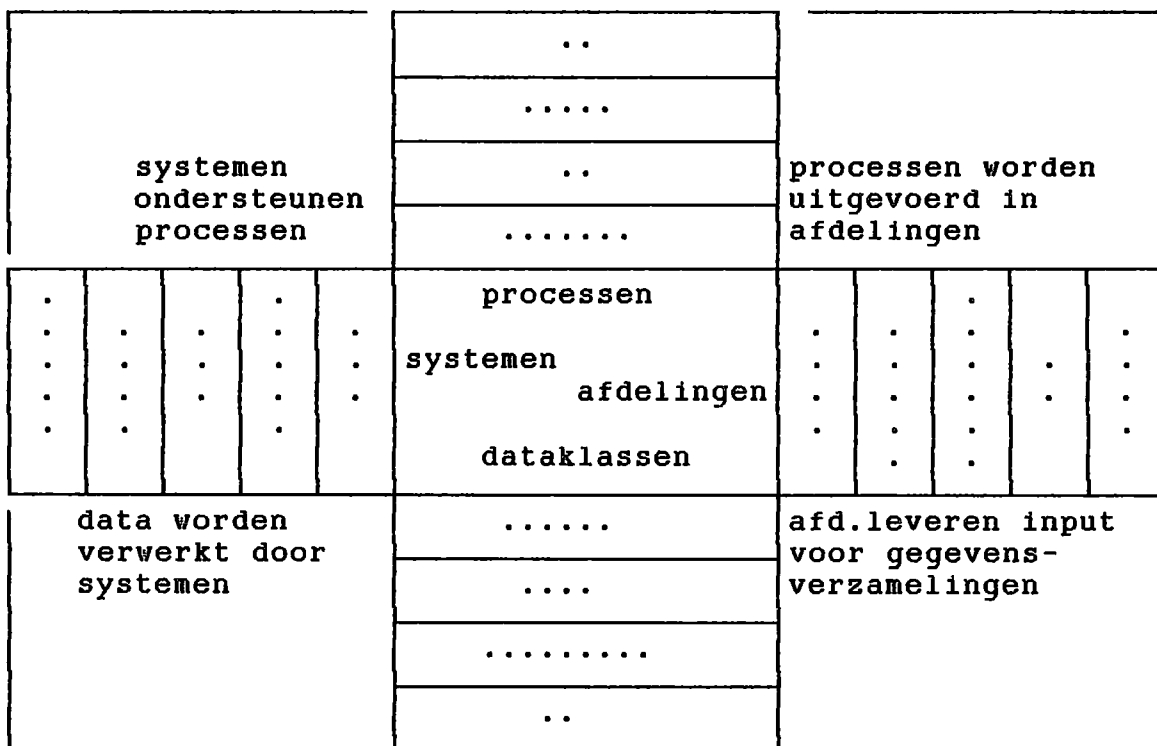 ..
.....
..
.......
systemen
ondersteunen
processen
processen worden
uitgevoerd in
afdelingen
processen
systemen
afdelingen
dataklassen
data worden
verwerkt door
systemen
afd.leveren input
voor gegevens-
verzamelingen
......
....
.........
..